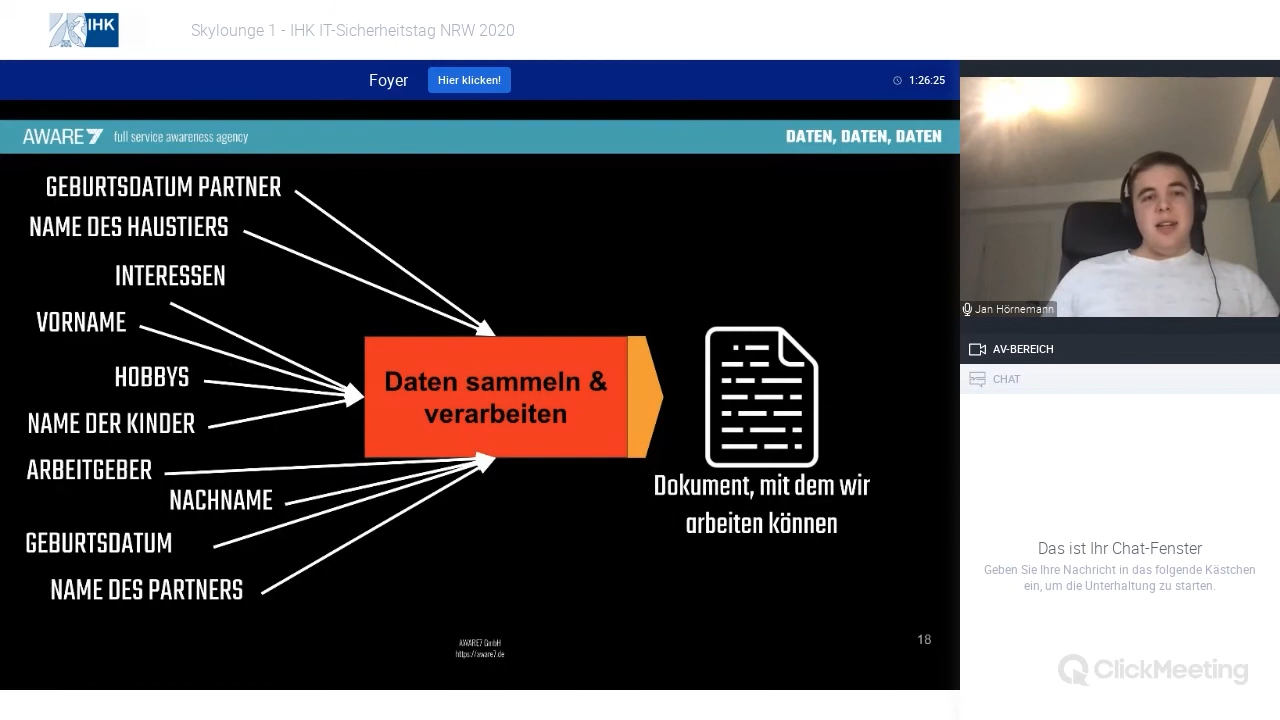 IHK
Skylounge 1 - IHK IT-Sicherheitstag NRW 2020
Foyer
Hier klicken!
1:26:25
AWARE7 full service awareness agency
DATEN, DATEN, DATEN
GEBURTSDATUM PARTNER
NAME DES HAUSTIERS
INTERESSEN
VORNAME
HOBBYS
NAME DER KINDER
ARBEITGEBER
NACHNAME
GEBURTSDATUM
NAME DES PARTNERS
Daten sammeln &
verarbeiten
Dokument, mit dem wir
arbeiten können
AWARE7 GmbH
https://aware7.de
18
Jan Hörnemann
AV-BEREICH
CHAT
Das ist Ihr Chat-Fenster
Geben Sie Ihre Nachricht in das folgende Kästchen
ein, um die Unterhaltung zu starten.
ClickMeeting